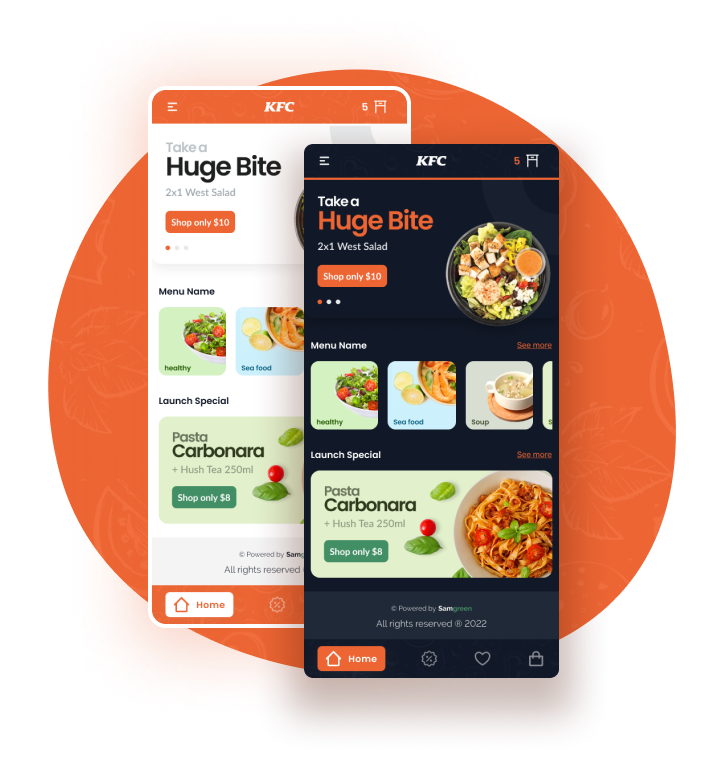 KFC
5
Take a
Huge Bite
2x1 West Salad
Shop only $10
Menu Name
healthy
Sea food
Launch Special
Pasta
Carbonara
+ Hush Tea 250ml
Shop only $8
© Powered by
All rights reserved
Home
KFC
5
Take a
Huge Bite
2x1 West Salad
Shop only $10
Menu Name
See more
healthy
Sea food
Soup
Launch Special
See more
Pasta
Carbonara
+ Hush Tea 250ml
Shop only $8
© Powered by Samgreen
All rights reserved ® 2022
Home